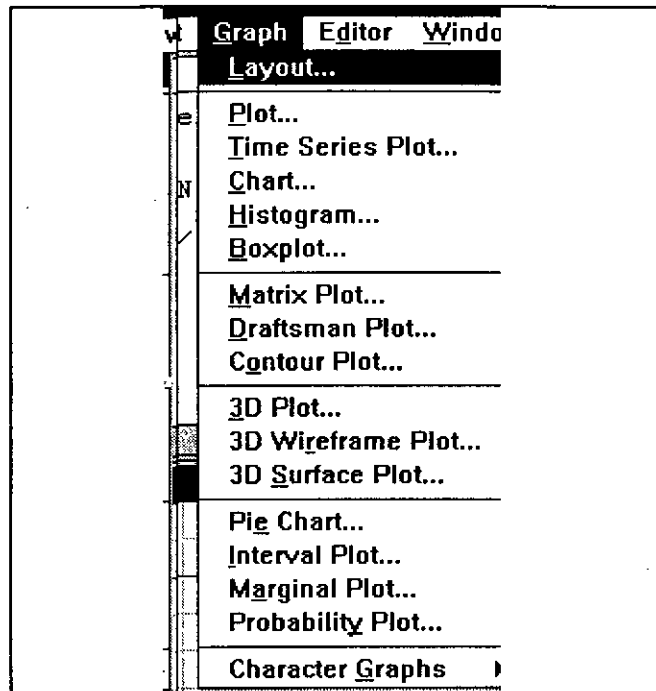 Graph Editor Windo
Layout...
e
Plot...
Time Series Plot...
N
Chart...
Histogram...
Boxplot...
Matrix Plot...
Draftsman Plot...
Contour Plot...
3D Plot...
3D Wireframe Plot...
3D Surface Plot...
Pie Chart...
Interval Plot...
Marginal Plot...
Probability Plot...
Character Graphs